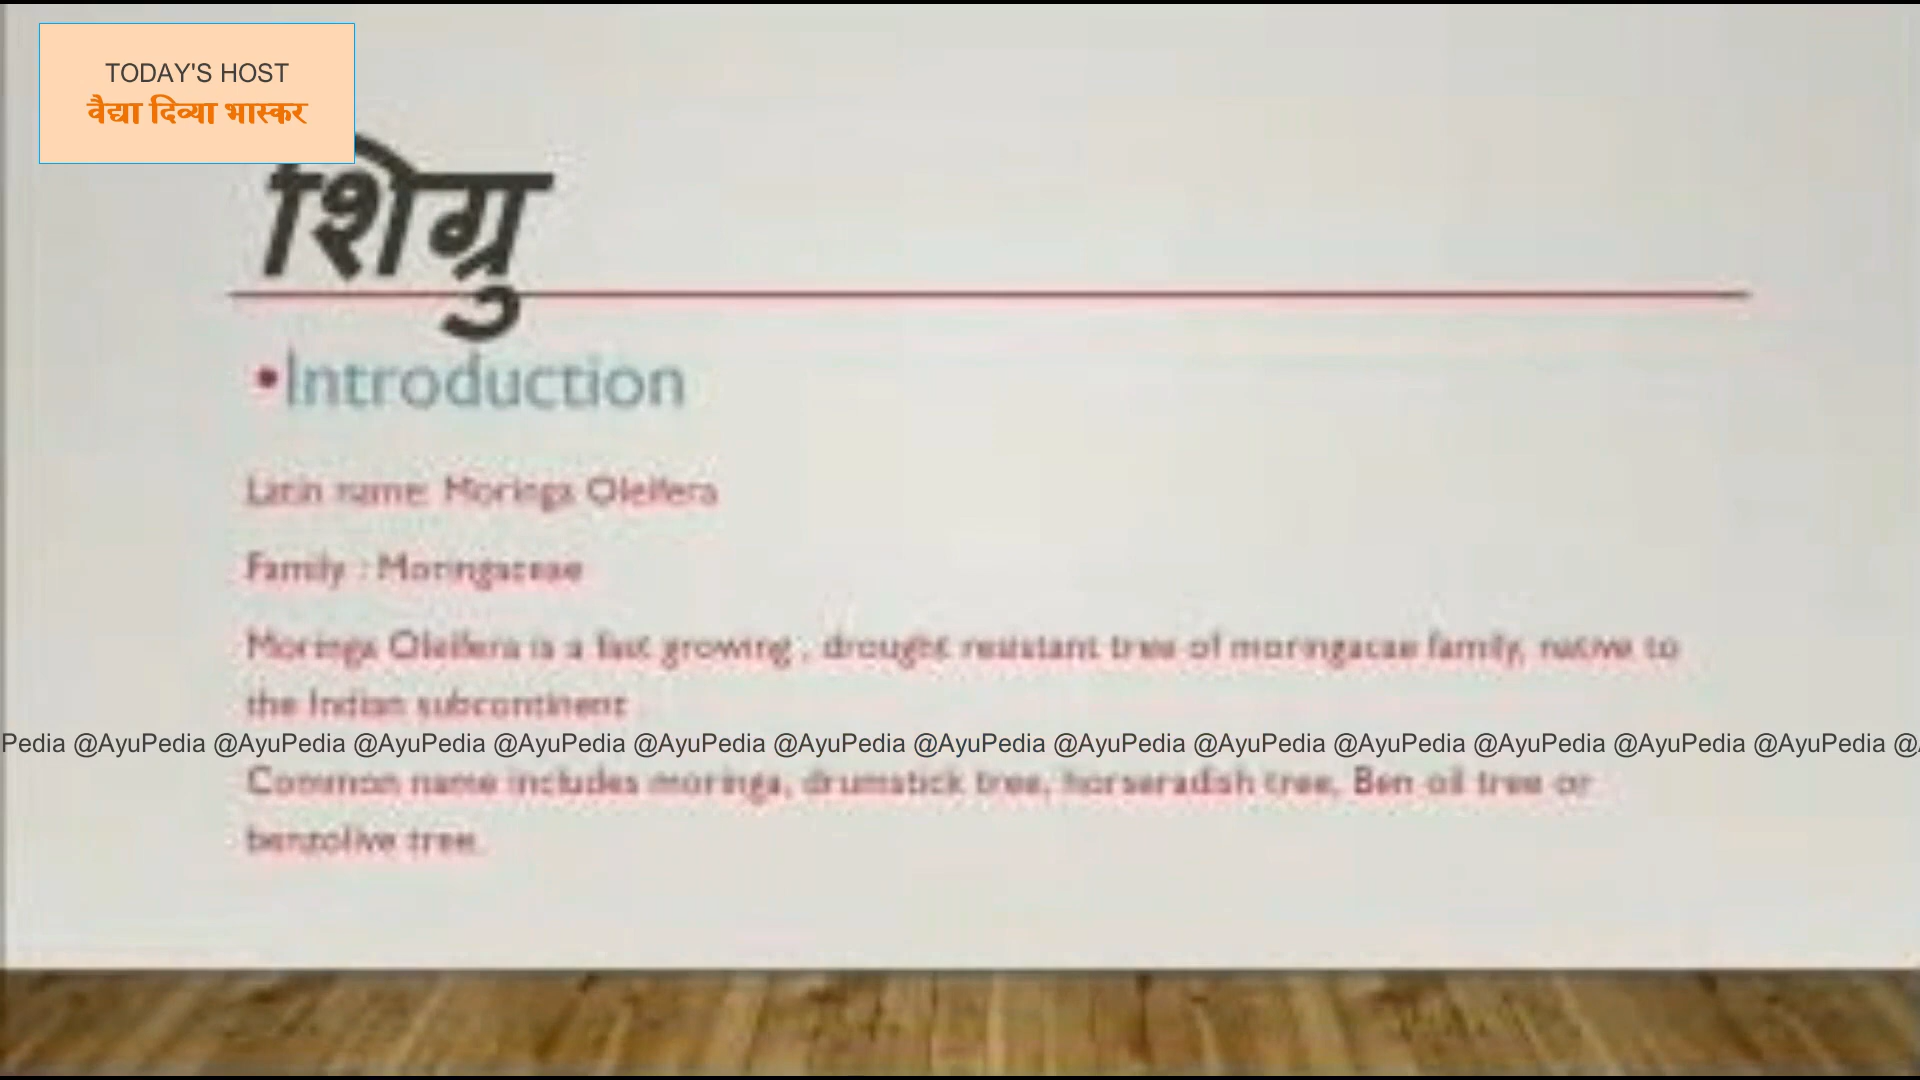 TODAY'S HOST
वैद्या दिव्या भास्कर
शिग्रु
•Introduction
Latin name: Moringa Oleifera
Family : Moringaceae
Moringa Oleifera is a fast growing , drought resistant tree of moringacae family, native to
the Indian subcontinent
Pedia @AyuPedia @AyuPedia @AyuPedia @AyuPedia @AyuPedia @AyuPedia @AyuPedia @AyuPedia @AyuPedia @AyuPedia @AyuPedia @AyuPedia @AyuPedia @
Common name includes moringa, drumstick tree, horseradish tree, Ben oil tree or
benzolive tree.